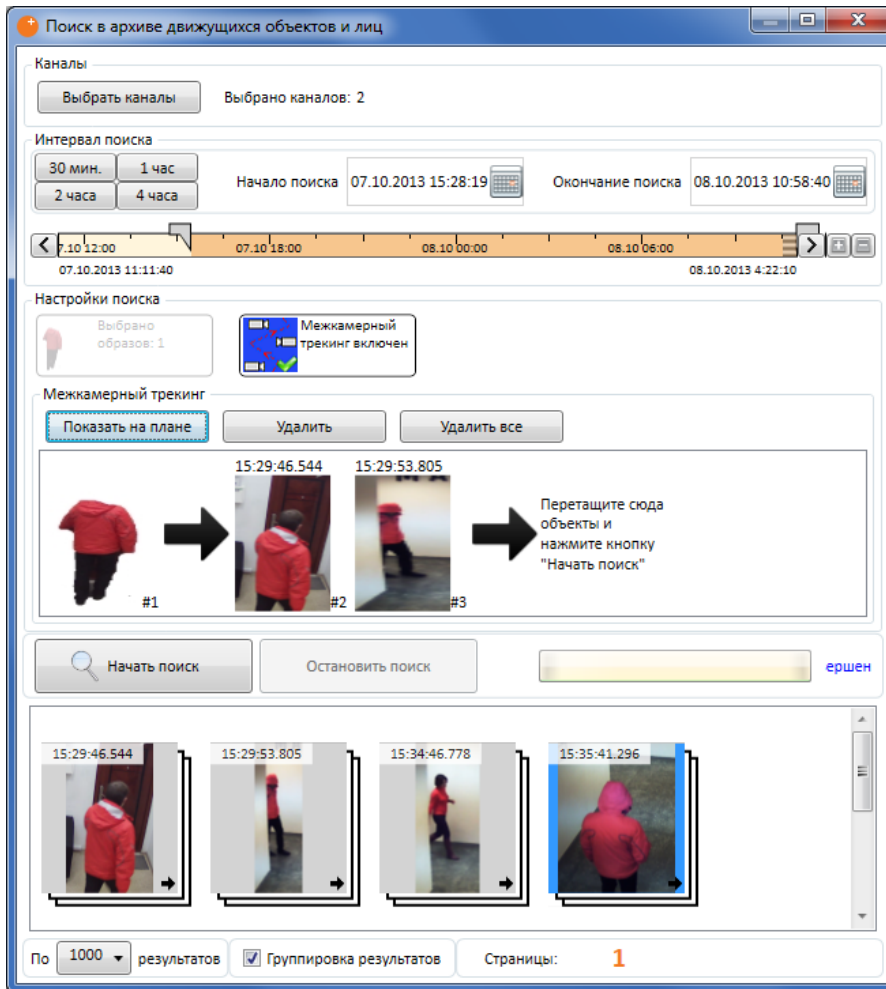 Поиск в архиве движущихся объектов и лиц
Каналы
Выбрать каналы
Выбрано каналов: 2
Интервал поиска
30 мин.
1 час
2 часа
4 часа
Начало поиска
07.10.2013 15:28:19
Окончание поиска
08.10.2013 10:58:40
7.10 12:00
07.10 18:00
08.10 00:00
08.10 06:00
07.10.2013 11:11:40
08.10.2013 4:22:10
Настройки поиска
Выбрано
образов: 1
Межкамерный
трекинг включен
Межкамерный трекинг
Показать на плане
Удалить
Удалить все
15:29:46.544
15:29:53.805
#1
#2
#3
Перетащите сюда
объекты и
нажмите кнопку
"Начать поиск"
Начать поиск
Остановить поиск
ершен
15:29:46.544
15:29:53.805
15:34:46.778
15:35:41.296
По
1000
результатов
Группировка результатов
Страницы:
1